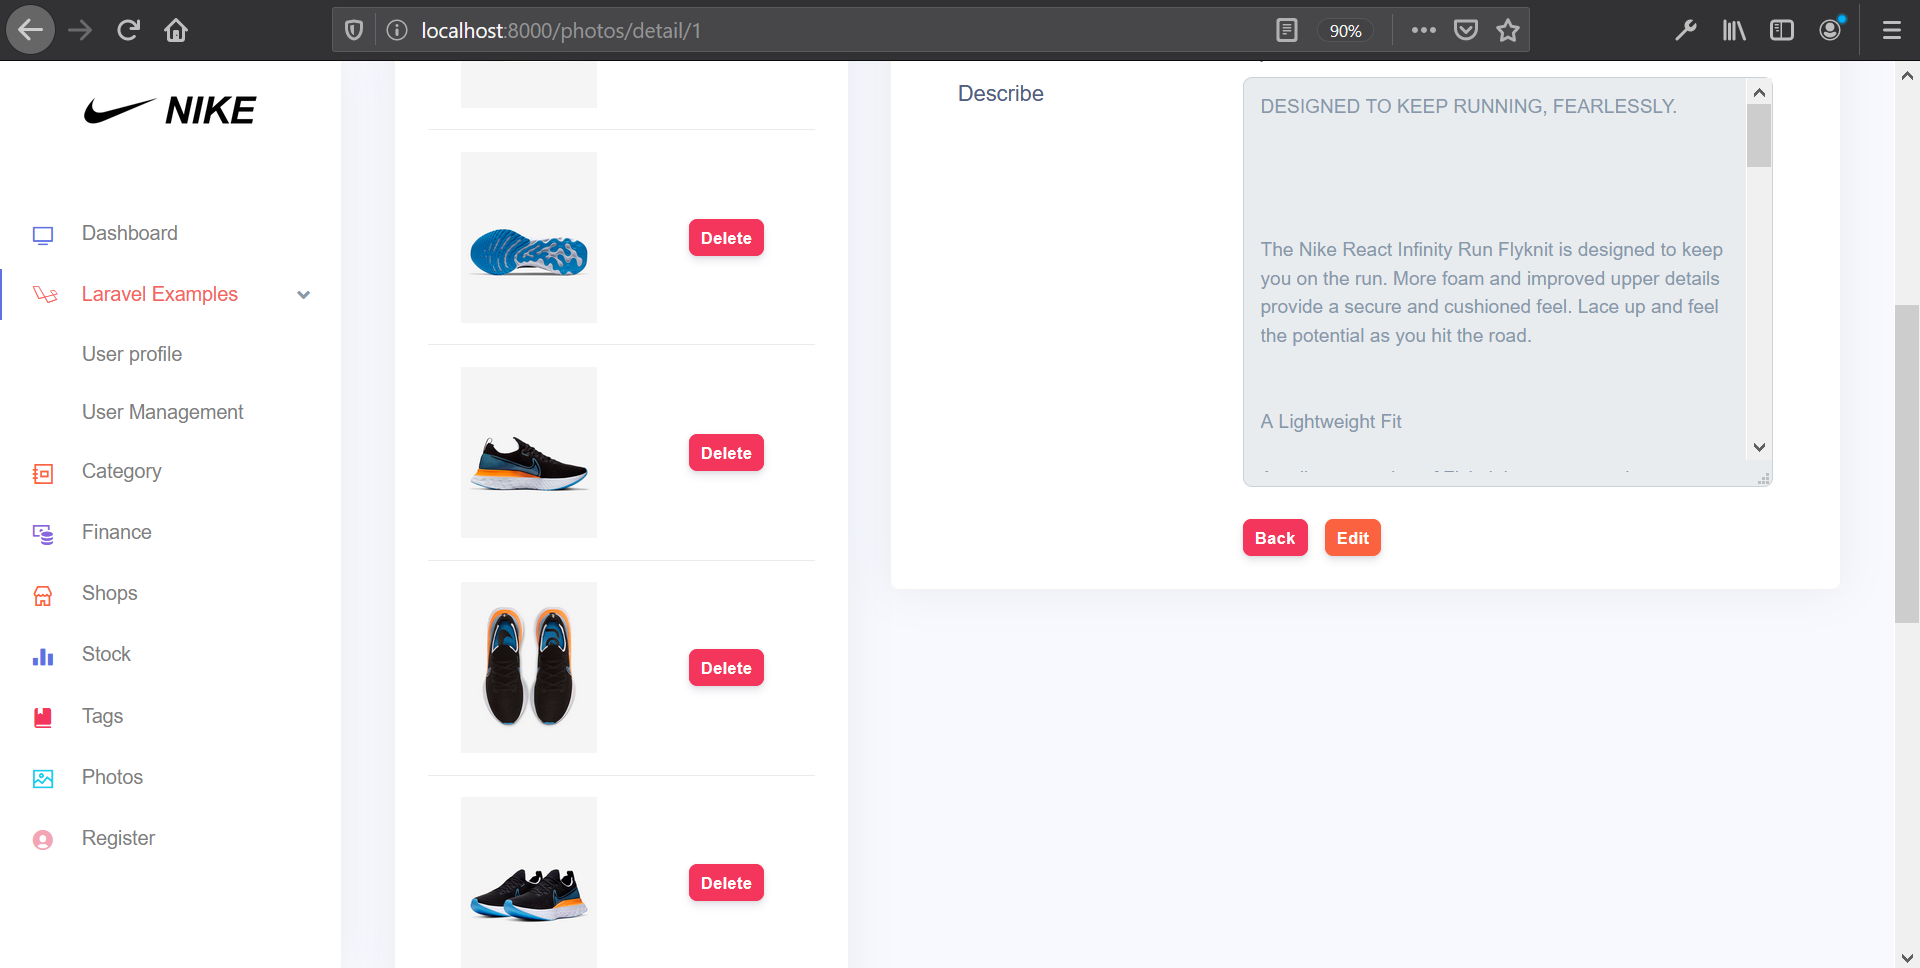 localhost:8000/photos/detail/1
90%
NIKE
Dashboard
Laravel Examples
User profile
User Management
Category
Finance
Shops
Stock
Tags
Photos
Register
Delete
Delete
Delete
Delete
Describe
DESIGNED TO KEEP RUNNING, FEARLESSLY.
The Nike React Infinity Run Flyknit is designed to keep
you on the run. More foam and improved upper details
provide a secure and cushioned feel. Lace up and feel
the potential as you hit the road.
A Lightweight Fit
Back
Edit